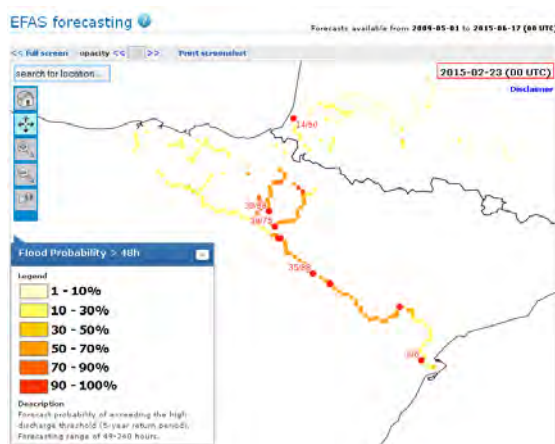 EFAS forecasting
Forecasts available from 2009-05-01 to 2015-06-17 (00 UTC)
<< full screen opacity << >> Print screenshot
search for location...
2015-02-23 (00 UTC)
Disclaimer
14/90
Flood Probability > 48h
Legend
1 - 10%
10 - 30%
30 - 50%
50 - 70%
70 - 90%
90 - 100%
Description
Forecast probability of exceeding the high
discharge threshold (5-year return period).
Forecasting range of 49-240 hours.